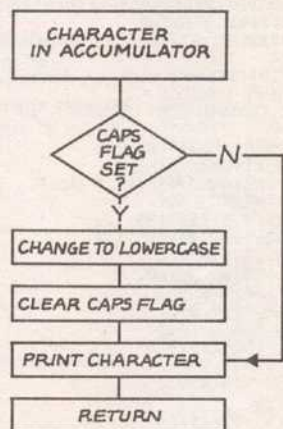 CHARACTER
IN ACCUMULATOR
CAPS
FLAG
SET
?
N
Y
CHANGE TO LOWERCASE
CLEAR CAPS FLAG
PRINT CHARACTER
RETURN